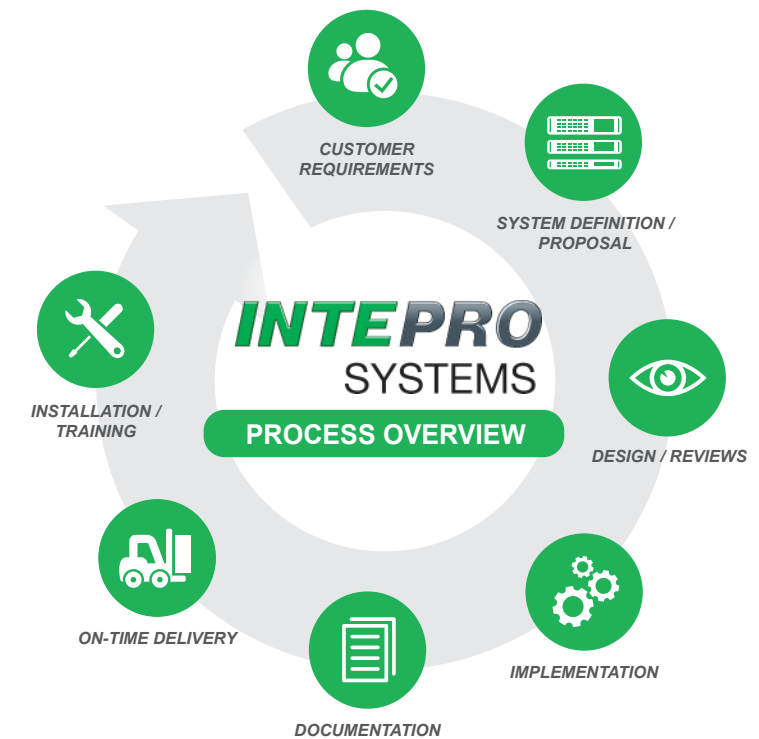 CUSTOMER
REQUIREMENTS
SYSTEM DEFINITION /
PROPOSAL
DESIGN / REVIEWS
IMPLEMENTATION
DOCUMENTATION
ON-TIME DELIVERY
INSTALLATION /
TRAINING
INTEPRO
SYSTEMS
PROCESS OVERVIEW